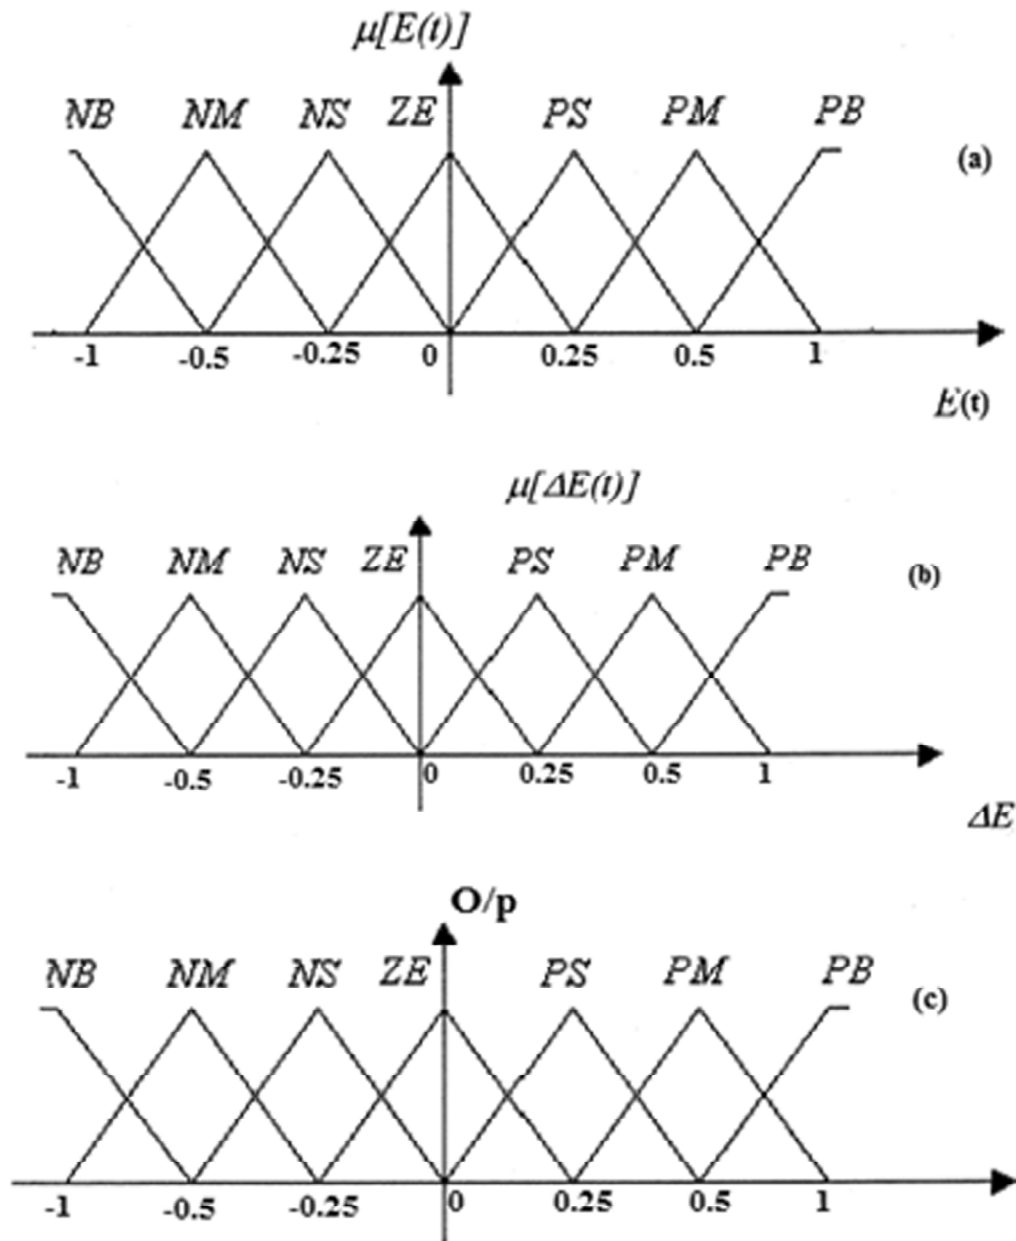 μ[E(t)]
NB NM NS ZE PS PM PB
(a)
-1 -0.5 -0.25 0 0.25 0.5 1
E(t)
μ[ΔE(t)]
NB NM NS ZE PS PM PB
(b)
-1 -0.5 -0.25 0 0.25 0.5 1
ΔE
O/p
NB NM NS ZE PS PM PB
(c)
-1 -0.5 -0.25 0 0.25 0.5 1